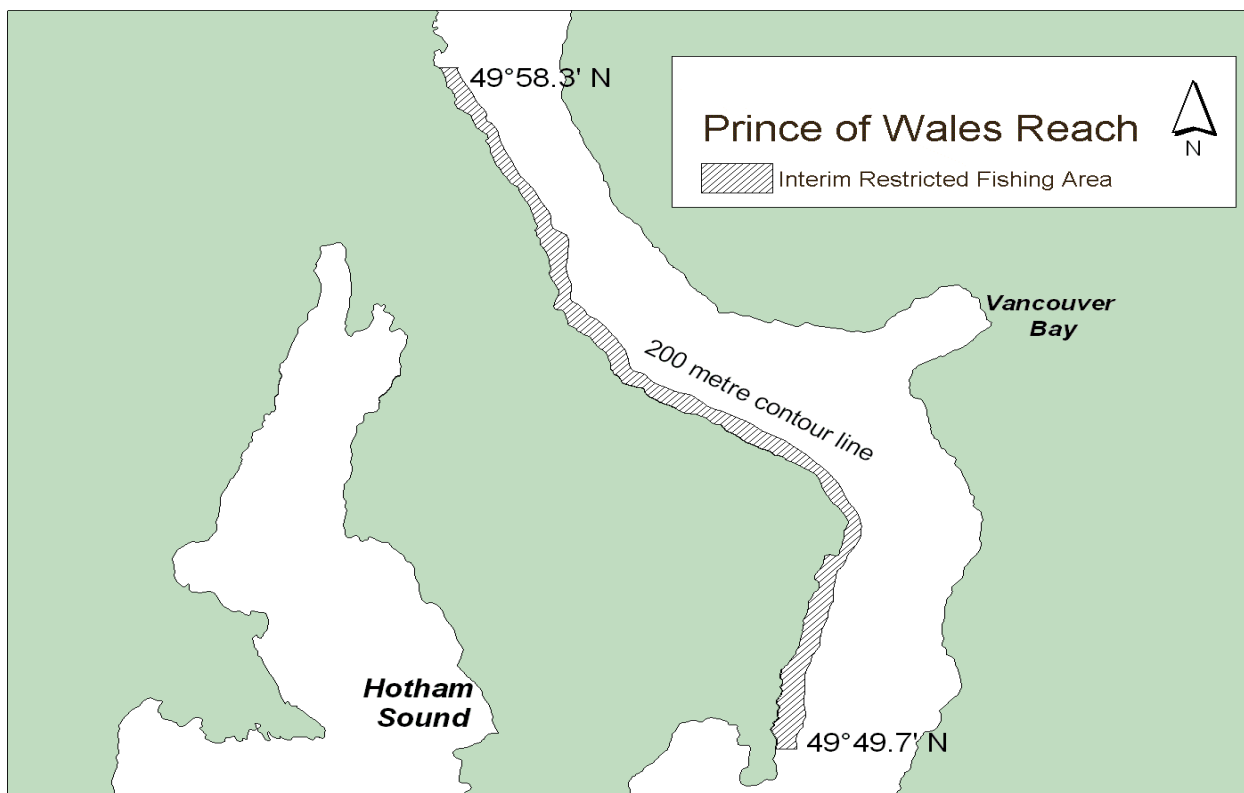 49°58.3' N
Prince of Wales Reach
N
Interim Restricted Fishing Area
Vancouver
Bay
200 metre contour line
Hotham
Sound
49°49.7' N